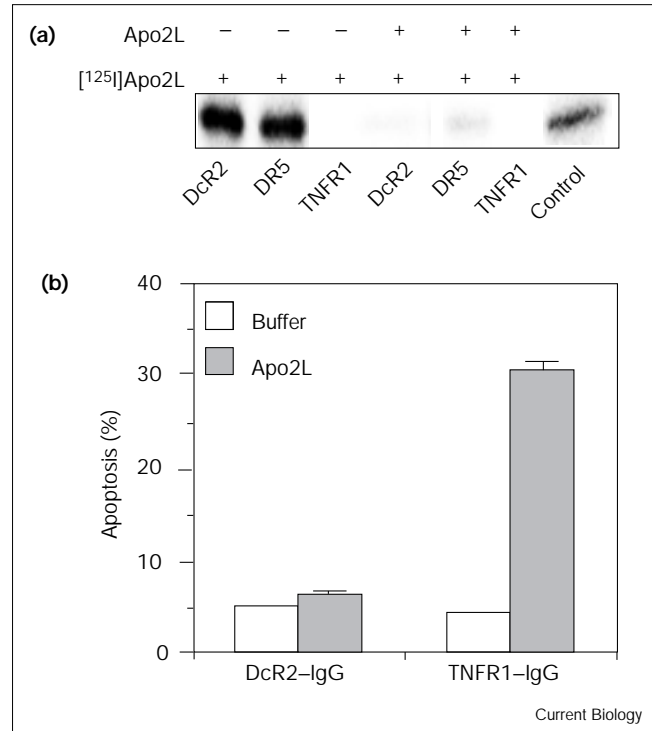 (a)
Apo2L – – – + + +
[¹²⁵I]Apo2L + + + + + +
DcR2 DR5 TNFR1 DcR2 DR5 TNFR1 Control
(b)
40
Buffer
Apo2L
30
20
10
0
Apoptosis (%)
DcR2–IgG TNFR1–IgG
Current Biology